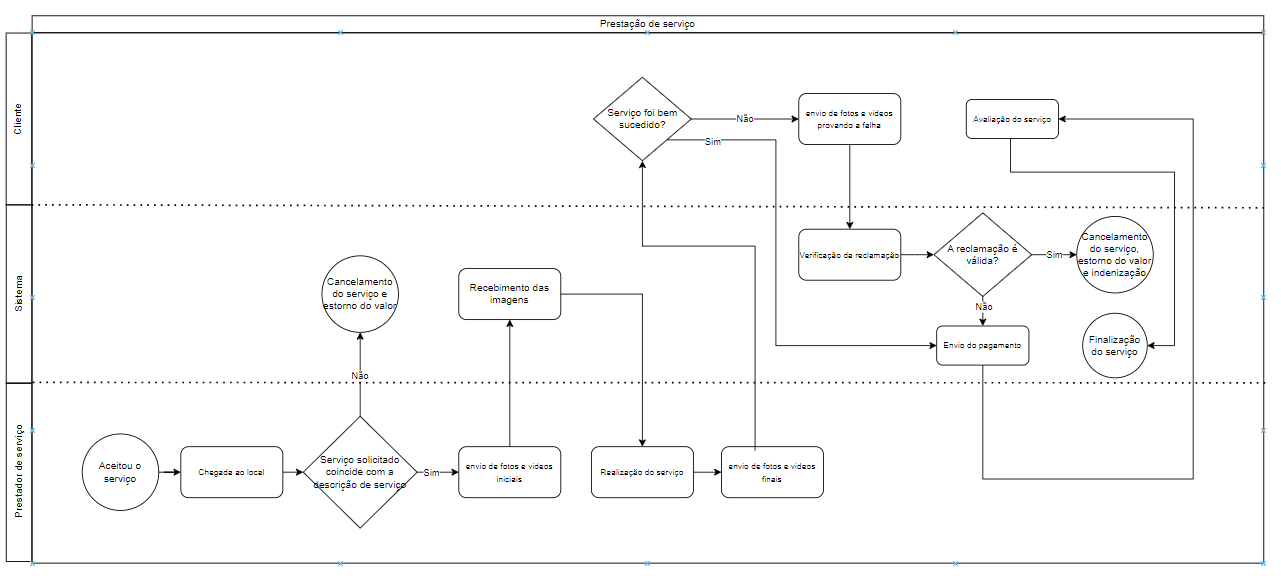 Prestação de serviço
Cliente
Serviço foi bem
sucedido?
Não
Sim
envio de fotos e videos
provando a falha
Avaliação do serviço
Sistema
Cancelamento
do serviço e
estorno do valor
Não
Recebimento das
imagens
Verificação da reclamação
A reclamação é
válida?
Sim
Não
Cancelamento
do serviço,
estorno do valor
e indenização
Envio do pagamento
Finalização
do serviço
Prestador de serviço
Aceitou o
serviço
Chegada ao local
Serviço solicitado
coincide com a
descrição de serviço
Sim
envio de fotos e videos
iniciais
Realização do serviço
envio de fotos e videos
finais